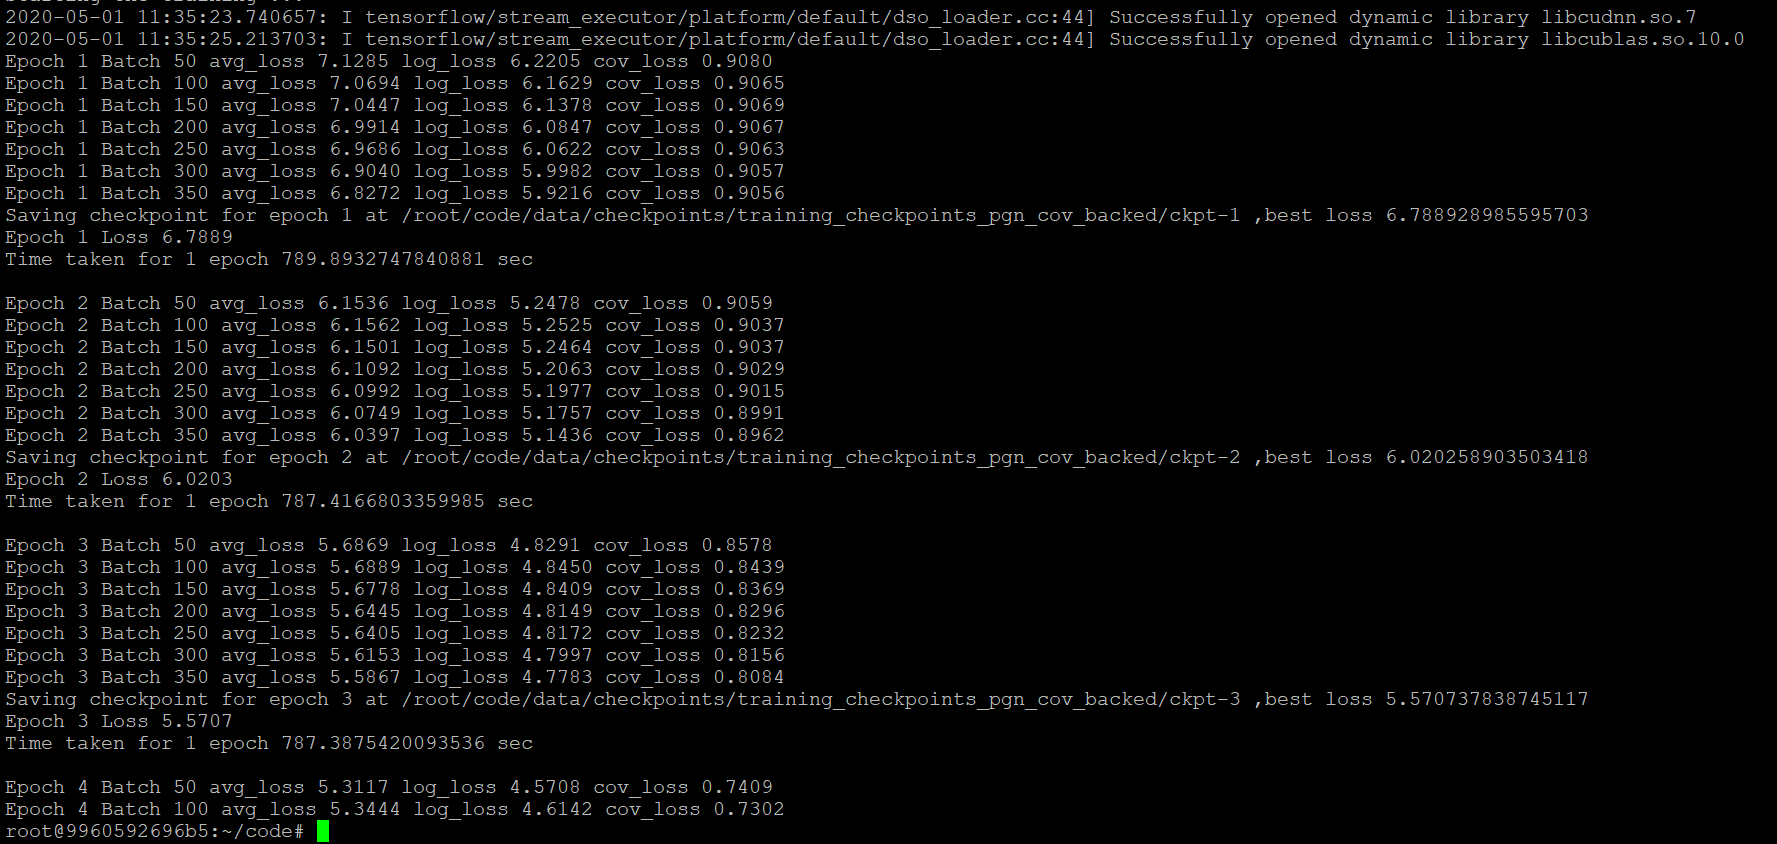 2020-05-01 11:35:23.740657: I tensorflow/stream_executor/platform/default/dso_loader.cc:44] Successfully opened dynamic library libcudnn.so.7
2020-05-01 11:35:25.213703: I tensorflow/stream_executor/platform/default/dso_loader.cc:44] Successfully opened dynamic library libcublas.so.10.0
Epoch 1 Batch 50 avg_loss 7.1285 log_loss 6.2205 cov_loss 0.9080
Epoch 1 Batch 100 avg_loss 7.0694 log_loss 6.1629 cov_loss 0.9065
Epoch 1 Batch 150 avg_loss 7.0447 log_loss 6.1378 cov_loss 0.9069
Epoch 1 Batch 200 avg_loss 6.9914 log_loss 6.0847 cov_loss 0.9067
Epoch 1 Batch 250 avg_loss 6.9686 log_loss 6.0622 cov_loss 0.9063
Epoch 1 Batch 300 avg_loss 6.9040 log_loss 5.9982 cov_loss 0.9057
Epoch 1 Batch 350 avg_loss 6.8272 log_loss 5.9216 cov_loss 0.9056
Saving checkpoint for epoch 1 at /root/code/data/checkpoints/training_checkpoints_pgn_cov_backed/ckpt-1 ,best loss 6.788928985595703
Epoch 1 Loss 6.7889
Time taken for 1 epoch 789.8932747840881 sec
Epoch 2 Batch 50 avg_loss 6.1536 log_loss 5.2478 cov_loss 0.9059
Epoch 2 Batch 100 avg_loss 6.1562 log_loss 5.2525 cov_loss 0.9037
Epoch 2 Batch 150 avg_loss 6.1501 log_loss 5.2464 cov_loss 0.9037
Epoch 2 Batch 200 avg_loss 6.1092 log_loss 5.2063 cov_loss 0.9029
Epoch 2 Batch 250 avg_loss 6.0992 log_loss 5.1977 cov_loss 0.9015
Epoch 2 Batch 300 avg_loss 6.0749 log_loss 5.1757 cov_loss 0.8991
Epoch 2 Batch 350 avg_loss 6.0397 log_loss 5.1436 cov_loss 0.8962
Saving checkpoint for epoch 2 at /root/code/data/checkpoints/training_checkpoints_pgn_cov_backed/ckpt-2 ,best loss 6.020258903503418
Epoch 2 Loss 6.0203
Time taken for 1 epoch 787.4166803359985 sec
Epoch 3 Batch 50 avg_loss 5.6869 log_loss 4.8291 cov_loss 0.8578
Epoch 3 Batch 100 avg_loss 5.6889 log_loss 4.8450 cov_loss 0.8439
Epoch 3 Batch 150 avg_loss 5.6778 log_loss 4.8409 cov_loss 0.8369
Epoch 3 Batch 200 avg_loss 5.6445 log_loss 4.8149 cov_loss 0.8296
Epoch 3 Batch 250 avg_loss 5.6405 log_loss 4.8172 cov_loss 0.8232
Epoch 3 Batch 300 avg_loss 5.6153 log_loss 4.7997 cov_loss 0.8156
Epoch 3 Batch 350 avg_loss 5.5867 log_loss 4.7783 cov_loss 0.8084
Saving checkpoint for epoch 3 at /root/code/data/checkpoints/training_checkpoints_pgn_cov_backed/ckpt-3 ,best loss 5.570737838745117
Epoch 3 Loss 5.5707
Time taken for 1 epoch 787.3875420093536 sec
Epoch 4 Batch 50 avg_loss 5.3117 log_loss 4.5708 cov_loss 0.7409
Epoch 4 Batch 100 avg_loss 5.3444 log_loss 4.6142 cov_loss 0.7302
root@9960592696b5:~/code#